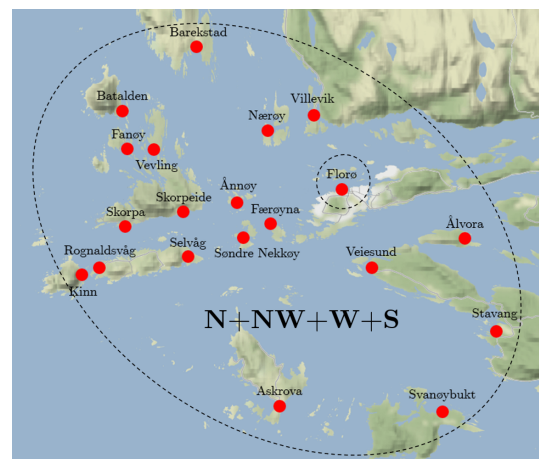 Barekstad
Batalden
Villevik
Nærøy
Fanøy
Vevling
Florø
Skorpeide
Ånnøy
Skorpa
Færøyna
Ålvora
Rognaldsvåg
Selvåg
Søndre Nekkøy
Veiesund
Kinn
N+NW+W+S
Stavang
Askrova
Svanøybukt